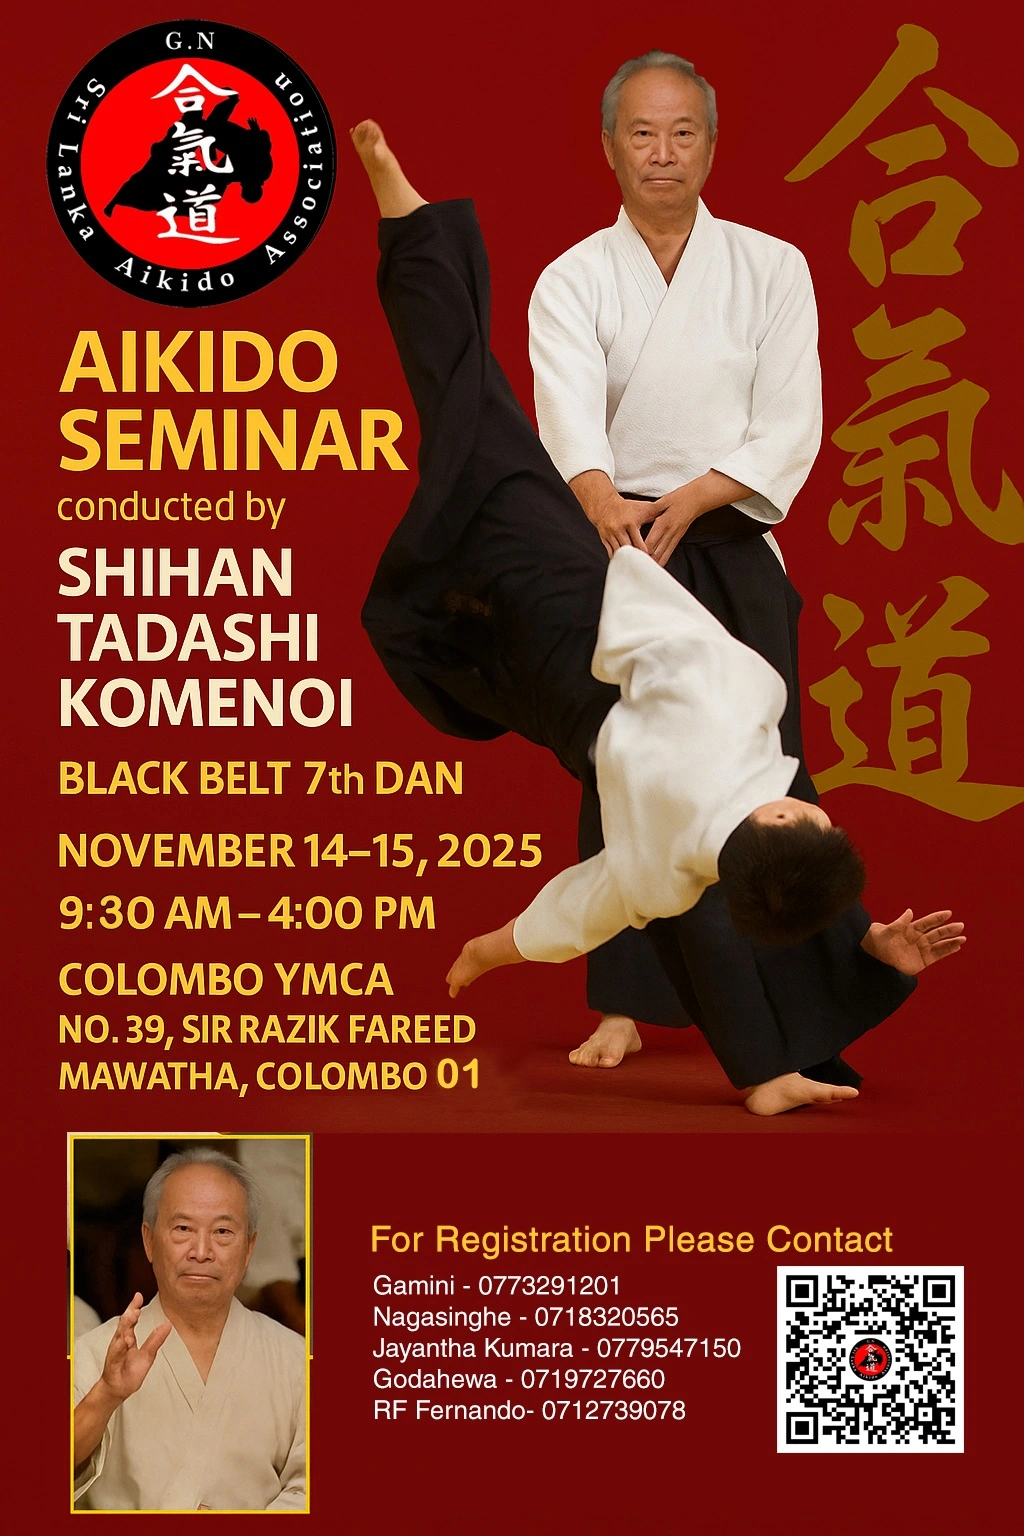 G.N
Sri Lanka Aikido Association
合
氣
道
合
氣
道
AIKIDO
SEMINAR
conducted by
SHIHAN
TADASHI
KOMENOI
BLACK BELT 7th DAN
NOVEMBER 14–15, 2025
9:30 AM – 4:00 PM
COLOMBO YMCA
NO. 39, SIR RAZIK FAREED
MAWATHA, COLOMBO 01
For Registration Please Contact
Gamini - 0773291201
Nagasinghe - 0718320565
Jayantha Kumara - 0779547150
Godahewa - 0719727660
RF Fernando- 0712739078
合
氣
道